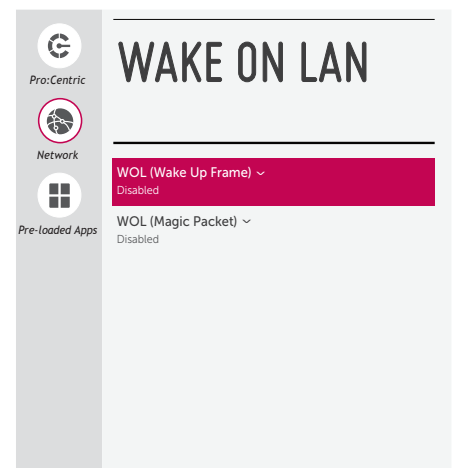 Pro:Centric
Network
Pre-loaded Apps
WAKE ON LAN
WOL (Wake Up Frame)
Disabled
WOL (Magic Packet)
Disabled